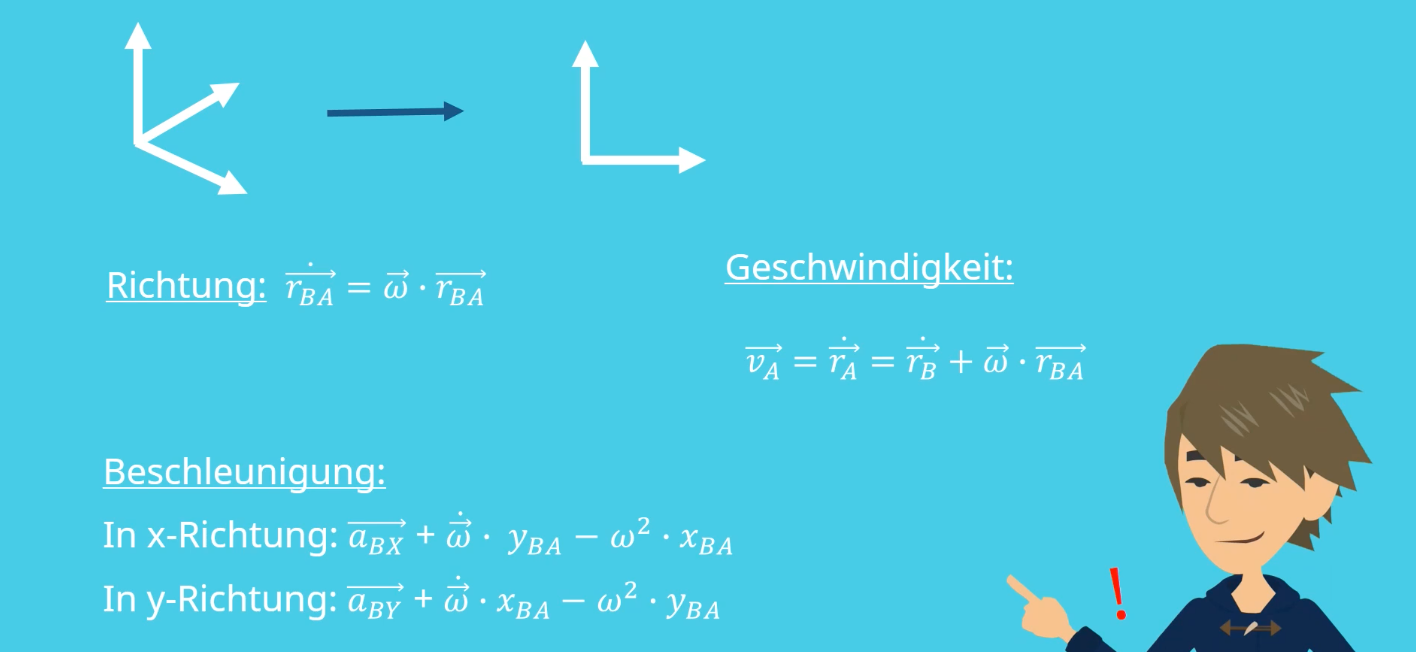 Richtung: $\dot{\overrightarrow{r_{BA}}} = \vec{\omega} \cdot \overrightarrow{r_{BA}}$
Geschwindigkeit:
$\overrightarrow{v_A} = \dot{\overrightarrow{r_A}} = \dot{\overrightarrow{r_B}} + \vec{\omega} \cdot \overrightarrow{r_{BA}}$
Beschleunigung:
In x-Richtung: $\overrightarrow{a_{BX}} + \dot{\vec{\omega}} \cdot y_{BA} - \omega^2 \cdot x_{BA}$
In y-Richtung: $\overrightarrow{a_{BY}} + \dot{\vec{\omega}} \cdot x_{BA} - \omega^2 \cdot y_{BA}$
!